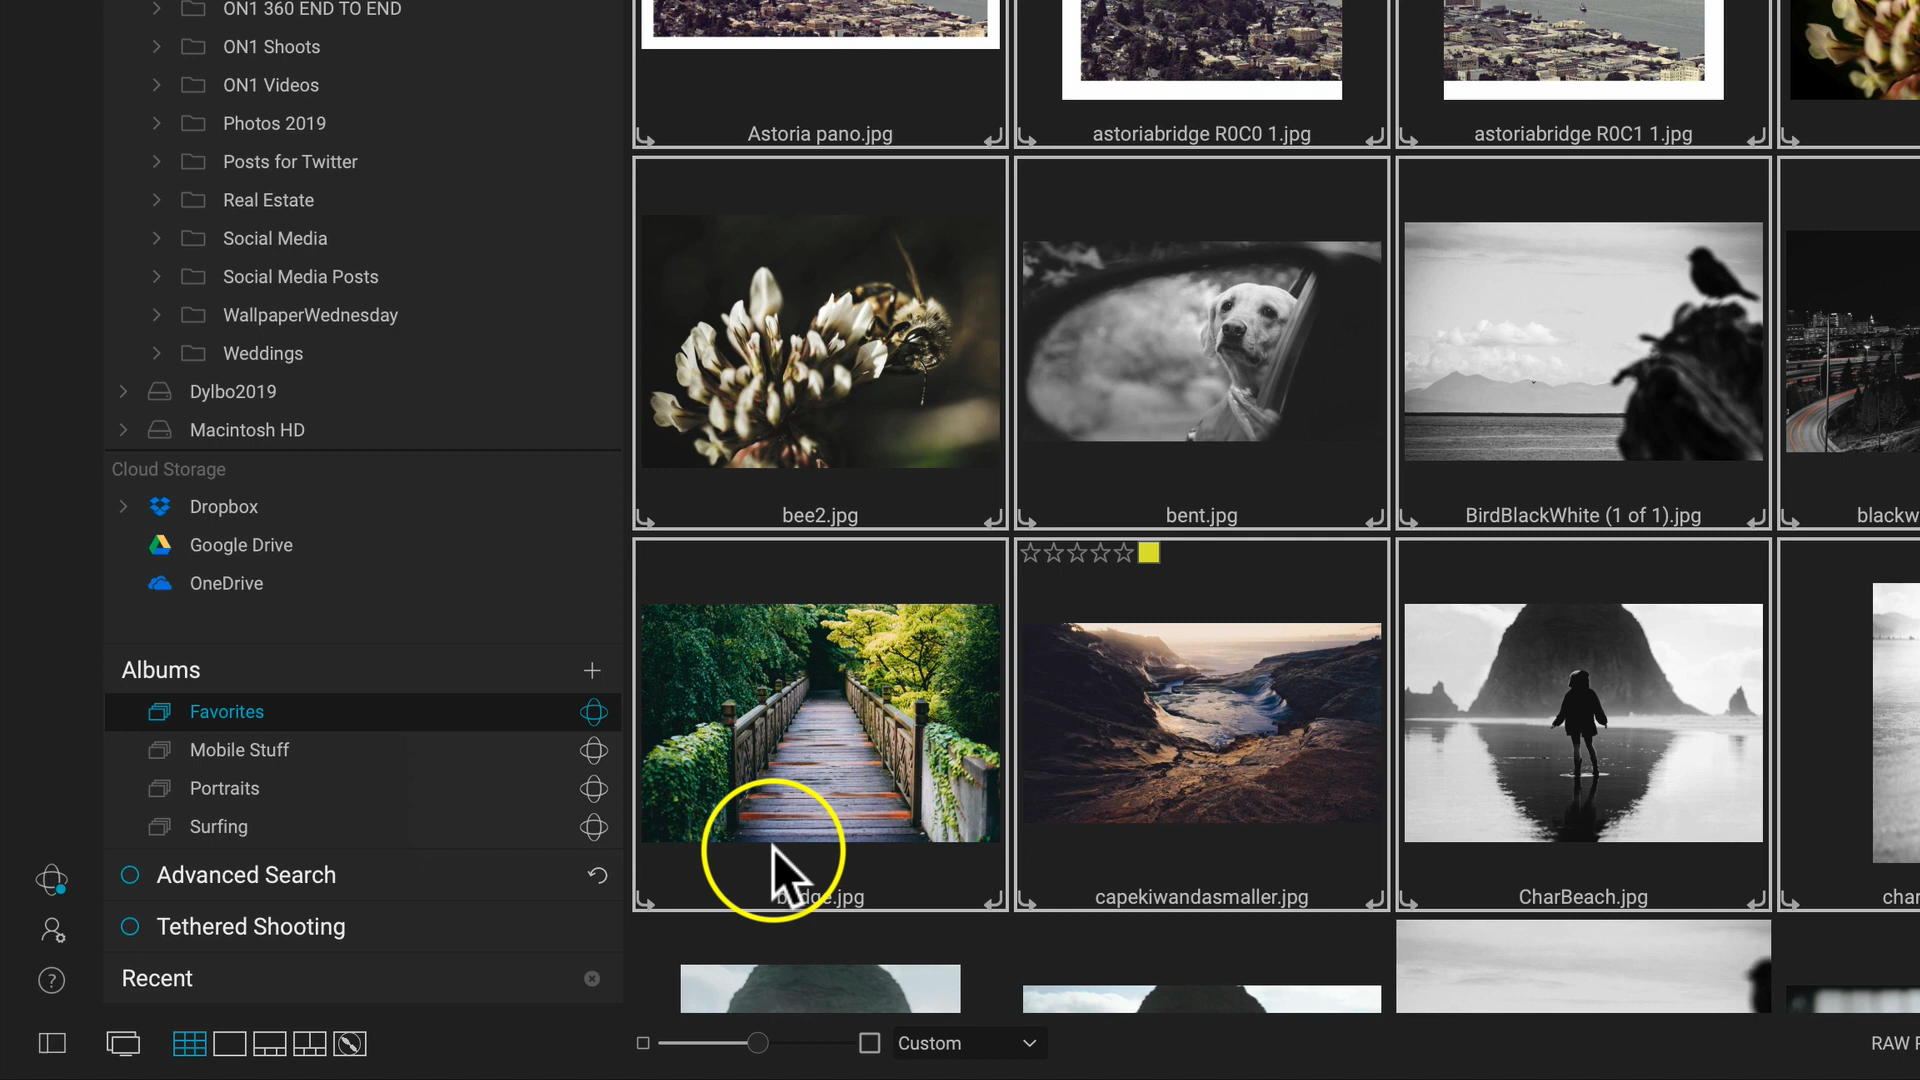 ON1 360 END TO END
ON1 Shoots
ON1 Videos
Photos 2019
Posts for Twitter
Real Estate
Social Media
Social Media Posts
WallpaperWednesday
Weddings
Dylbo2019
Macintosh HD
Cloud Storage
Dropbox
Google Drive
OneDrive
Albums
Favorites
Mobile Stuff
Portraits
Surfing
Advanced Search
Tethered Shooting
Recent
Astoria pano.jpg
astoriabridge R0C0 1.jpg
astoriabridge R0C1 1.jpg
bee2.jpg
bent.jpg
BirdBlackWhite (1 of 1).jpg
blackw
capekiwandasmaller.jpg
CharBeach.jpg
char
Custom
RAW